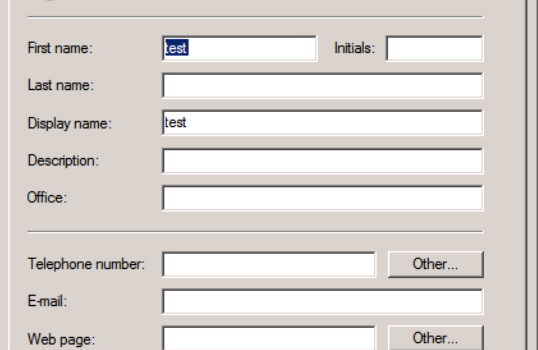 First name: test Initials:
Last name:
Display name: test
Description:
Office:
Telephone number: Other...
E-mail:
Web page: Other...